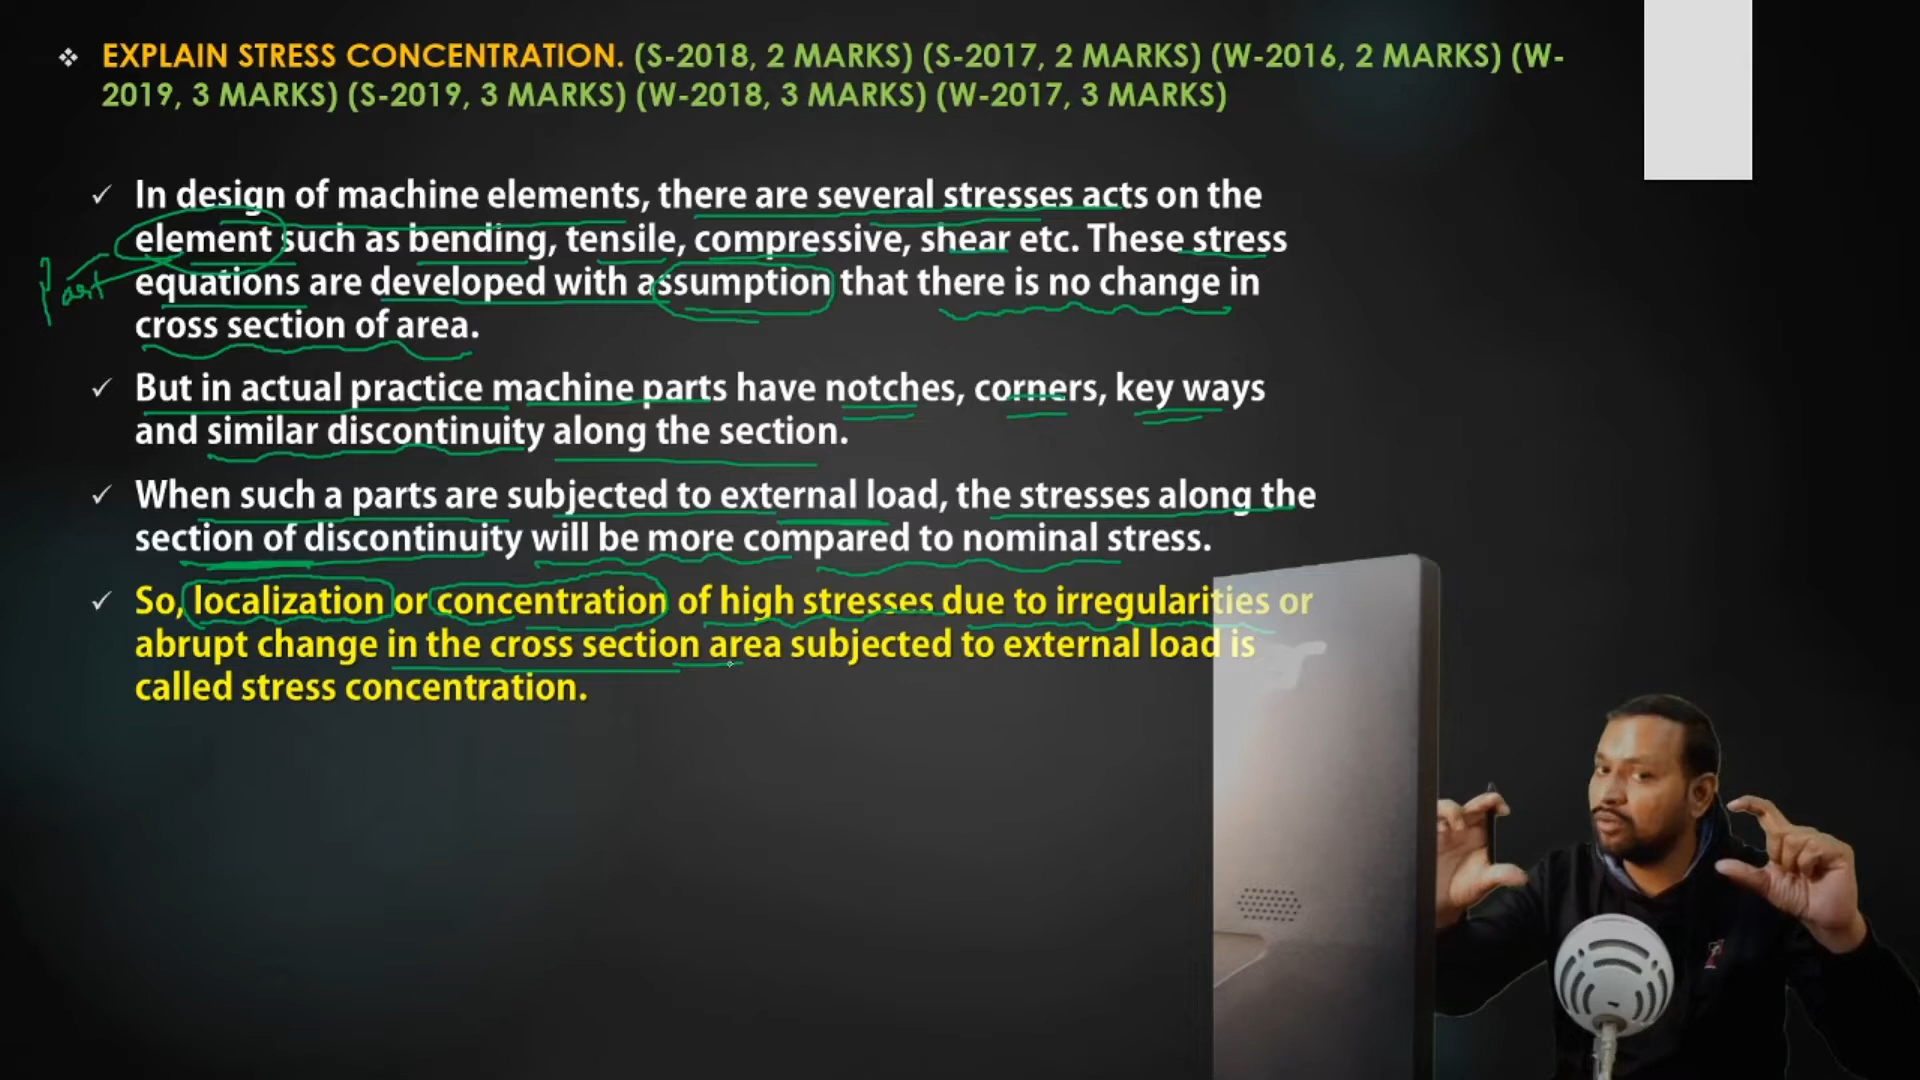 ❖ EXPLAIN STRESS CONCENTRATION. (S-2018, 2 MARKS) (S-2017, 2 MARKS) (W-2016, 2 MARKS) (W-
2019, 3 MARKS) (S-2019, 3 MARKS) (W-2018, 3 MARKS) (W-2017, 3 MARKS)
✓ In design of machine elements, there are several stresses acts on the
element such as bending, tensile, compressive, shear etc. These stress
Part
equations are developed with assumption that there is no change in
cross section of area.
✓ But in actual practice machine parts have notches, corners, key ways
and similar discontinuity along the section.
✓ When such a parts are subjected to external load, the stresses along the
section of discontinuity will be more compared to nominal stress.
✓ So, localization or concentration of high stresses due to irregularities or
abrupt change in the cross section area subjected to external load is
called stress concentration.